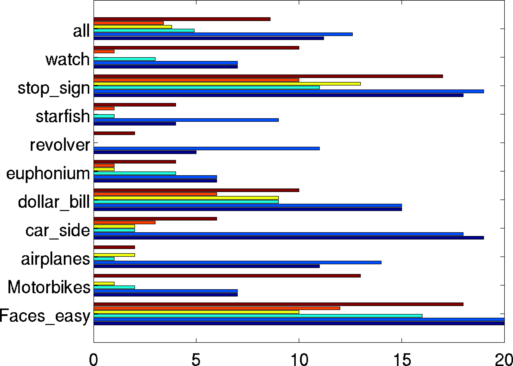 all
watch
stop_sign
starfish
revolver
euphonium
dollar_bill
car_side
airplanes
Motorbikes
Faces_easy
0 5 10 15 20